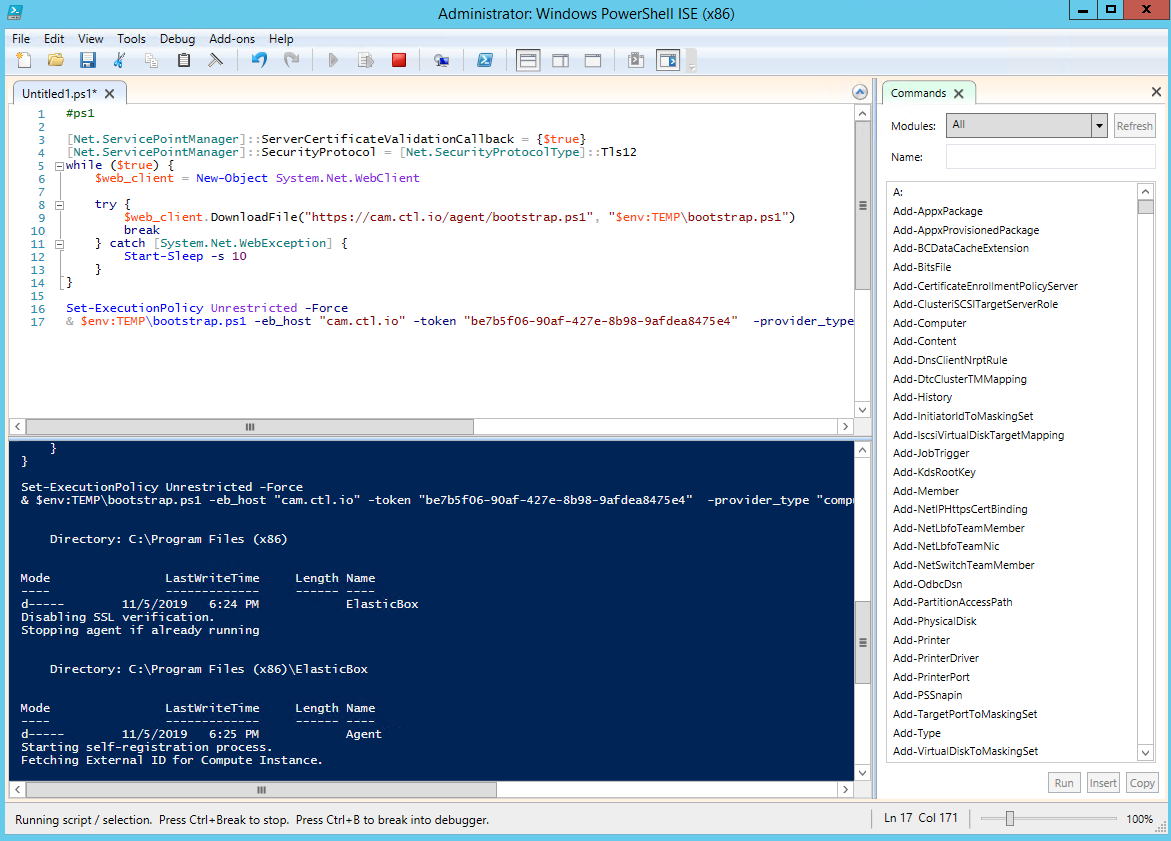 Administrator: Windows PowerShell ISE (x86)
File Edit View Tools Debug Add-ons Help
Untitled1.ps1*
1 #ps1
2
3 [Net.ServicePointManager]::ServerCertificateValidationCallback = {$true}
4 [Net.ServicePointManager]::SecurityProtocol = [Net.SecurityProtocolType]::Tls12
5 while ($true) {
6 $web_client = New-Object System.Net.WebClient
7
8 try {
9 $web_client.DownloadFile("https://cam.ctl.io/agent/bootstrap.ps1", "$env:TEMP\bootstrap.ps1")
10 break
11 } catch [System.Net.WebException] {
12 Start-Sleep -s 10
13 }
14 }
15
16 Set-ExecutionPolicy Unrestricted -Force
17 & $env:TEMP\bootstrap.ps1 -eb_host "cam.ctl.io" -token "be7b5f06-90af-427e-8b98-9afdea8475e4" -provider_type
}
}
Set-ExecutionPolicy Unrestricted -Force
& $env:TEMP\bootstrap.ps1 -eb_host "cam.ctl.io" -token "be7b5f06-90af-427e-8b98-9afdea8475e4" -provider_type "compu
Directory: C:\Program Files (x86)
Mode LastWriteTime Length Name
---- ------------- ------ ----
d----- 11/5/2019 6:24 PM ElasticBox
Disabling SSL verification.
Stopping agent if already running
Directory: C:\Program Files (x86)\ElasticBox
Mode LastWriteTime Length Name
---- ------------- ------ ----
d----- 11/5/2019 6:25 PM Agent
Starting self-registration process.
Fetching External ID for Compute Instance.
Commands
Modules: All Refresh
Name:
A:
Add-AppxPackage
Add-AppxProvisionedPackage
Add-BCDataCacheExtension
Add-BitsFile
Add-CertificateEnrollmentPolicyServer
Add-ClusteriSCSITargetServerRole
Add-Computer
Add-Content
Add-DnsClientNrptRule
Add-DtcClusterTMMapping
Add-History
Add-InitiatorIdToMaskingSet
Add-IscsiVirtualDiskTargetMapping
Add-JobTrigger
Add-KdsRootKey
Add-Member
Add-NetIPHttpsCertBinding
Add-NetLbfoTeamMember
Add-NetLbfoTeamNic
Add-NetSwitchTeamMember
Add-OdbcDsn
Add-PartitionAccessPath
Add-PhysicalDisk
Add-Printer
Add-PrinterDriver
Add-PrinterPort
Add-PSSnapin
Add-TargetPortToMaskingSet
Add-Type
Add-VirtualDiskToMaskingSet
Run Insert Copy
Running script / selection. Press Ctrl+Break to stop. Press Ctrl+B to break into debugger.
Ln 17 Col 171
100%